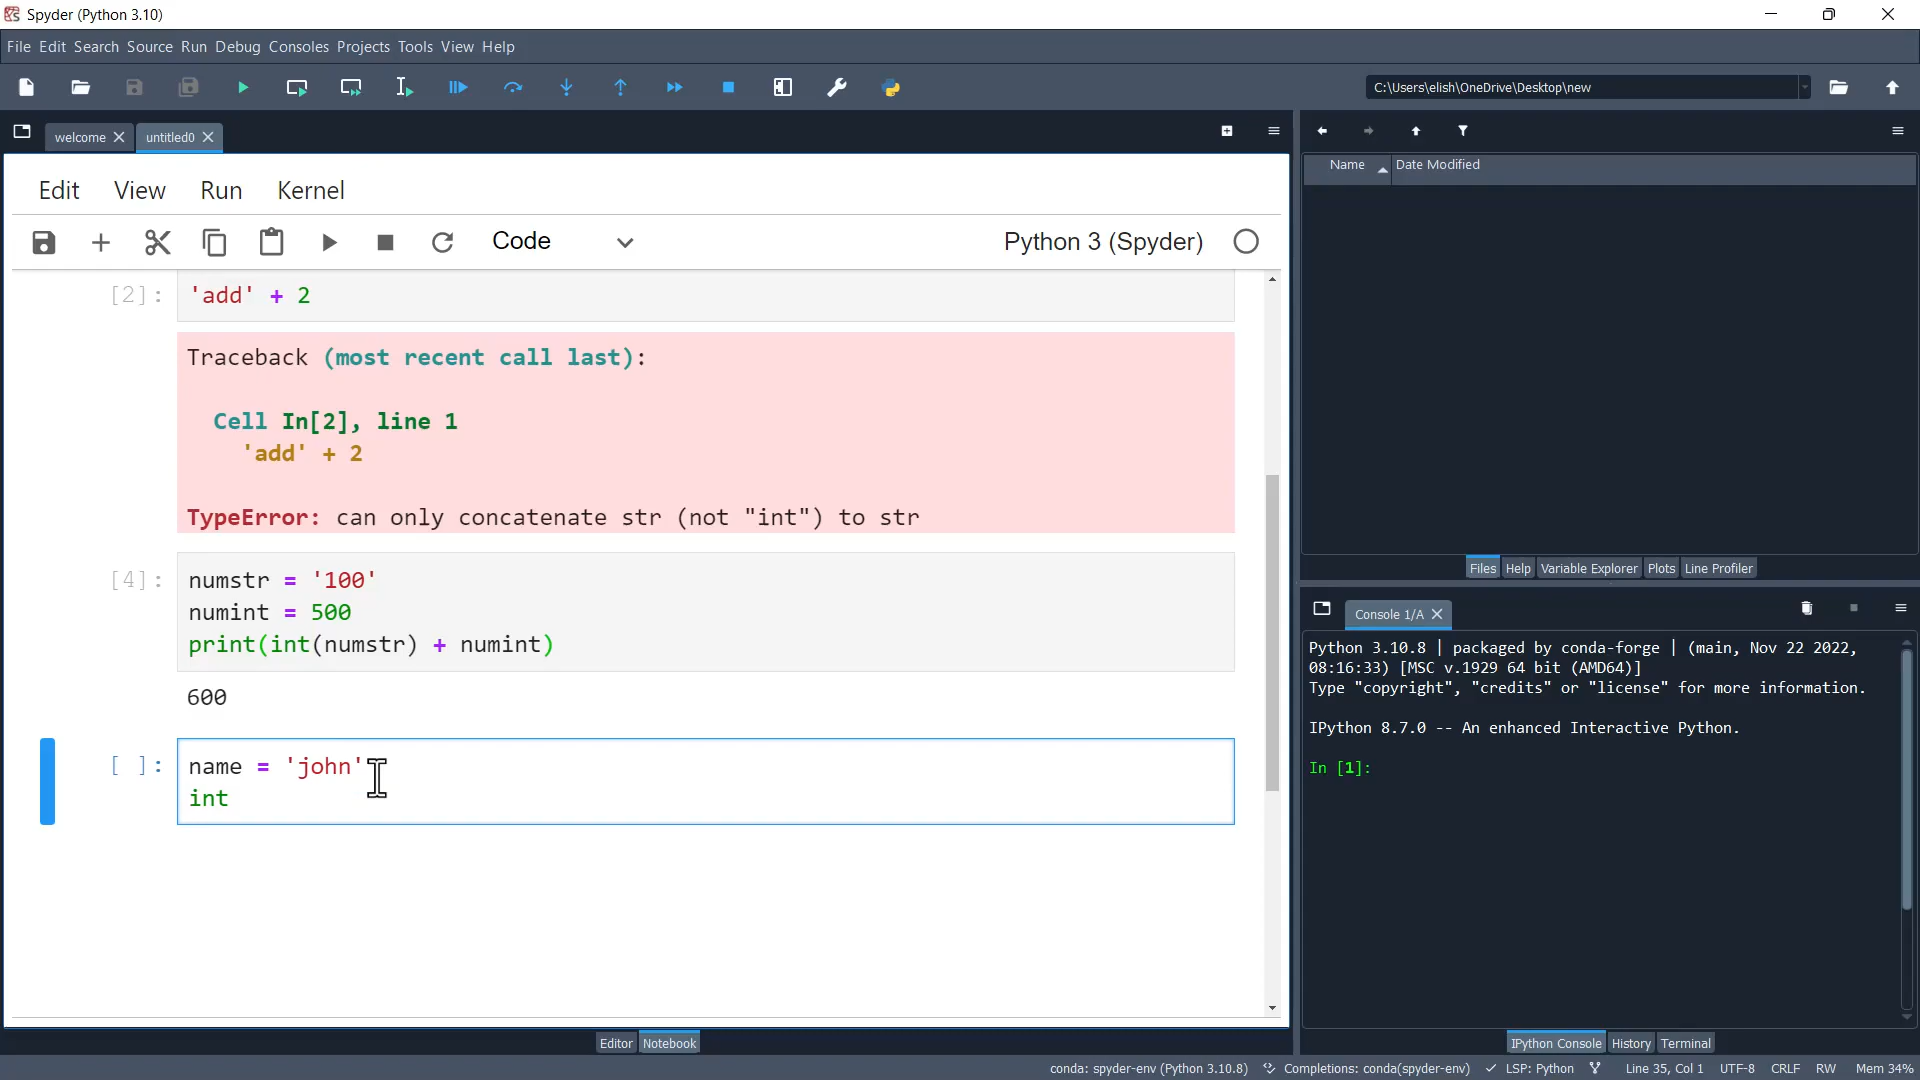 Spyder (Python 3.10)
File Edit Search Source Run Debug Consoles Projects Tools View Help
C:\Users\elish\OneDrive\Desktop\new
welcome untitled0
Edit View Run Kernel
Code Python 3 (Spyder)
[2]: 'add' + 2
Traceback (most recent call last):
Cell In[2], line 1
'add' + 2
TypeError: can only concatenate str (not "int") to str
[4]: numstr = '100'
numint = 500
print(int(numstr) + numint)
600
[ ]: name = 'john'
int
Editor Notebook
Name Date Modified
Files Help Variable Explorer Plots Line Profiler
Console 1/A
Python 3.10.8 | packaged by conda-forge | (main, Nov 22 2022,
08:16:33) [MSC v.1929 64 bit (AMD64)]
Type "copyright", "credits" or "license" for more information.
IPython 8.7.0 -- An enhanced Interactive Python.
In [1]:
IPython Console History Terminal
conda: spyder-env (Python 3.10.8) Completions: conda(spyder-env) LSP: Python Line 35, Col 1 UTF-8 CRLF RW Mem 34%